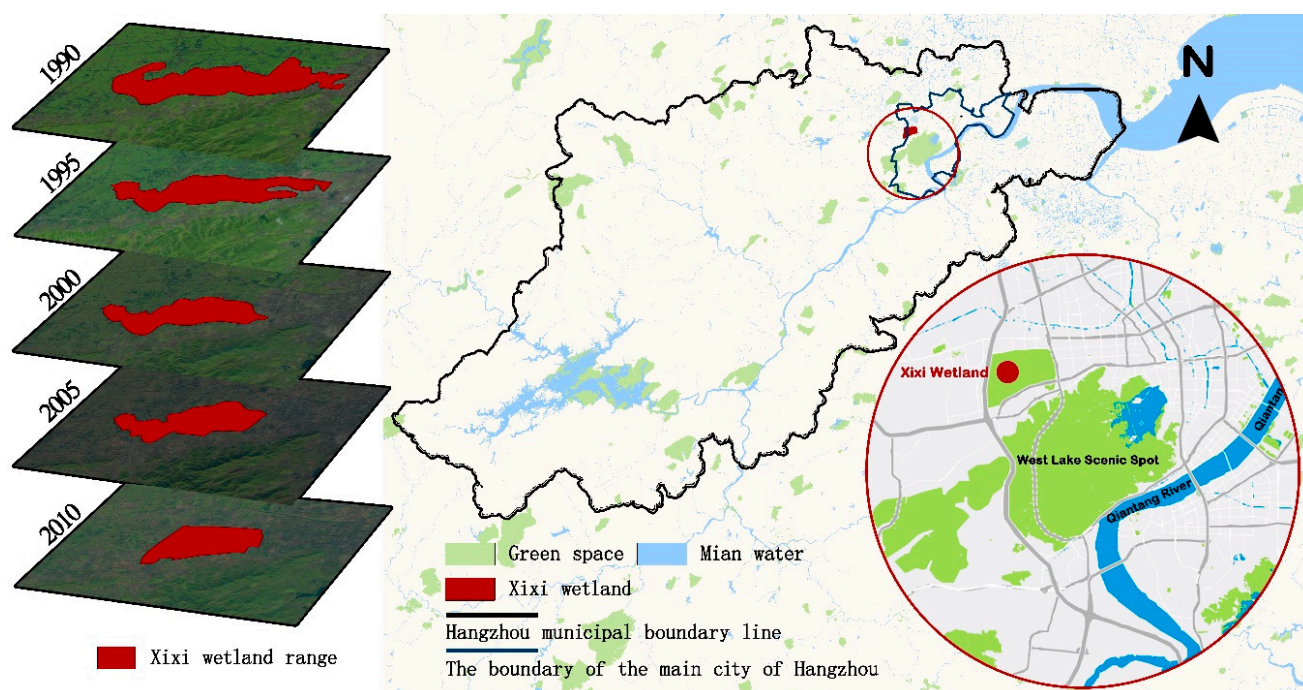 1990
1995
2000
2005
2010
Xixi wetland range
N
Green space
Mian water
Xixi wetland
Hangzhou municipal boundary line
The boundary of the main city of Hangzhou
Xixi Wetland
West Lake Scenic Spot
Qiantang River
Qiantan